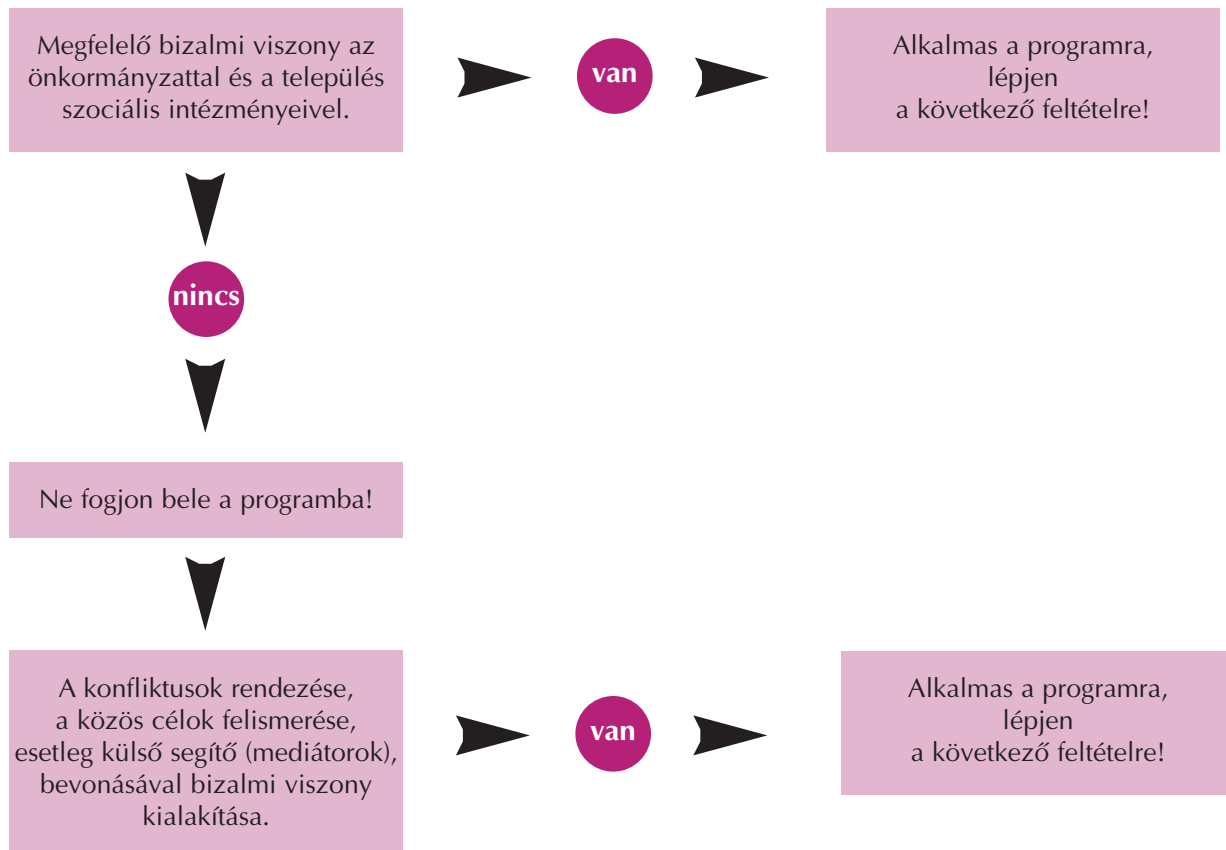 Megfelelő bizalmi viszony az
önkormányzattal és a település
szociális intézményeivel.
van
Alkalmas a programra,
lépjen
a következő feltételre!
nincs
Ne fogjon bele a programba!
A konfliktusok rendezése,
a közös célok felismerése,
esetleg külső segítő (mediátorok),
bevonásával bizalmi viszony
kialakítása.
van
Alkalmas a programra,
lépjen
a következő feltételre!